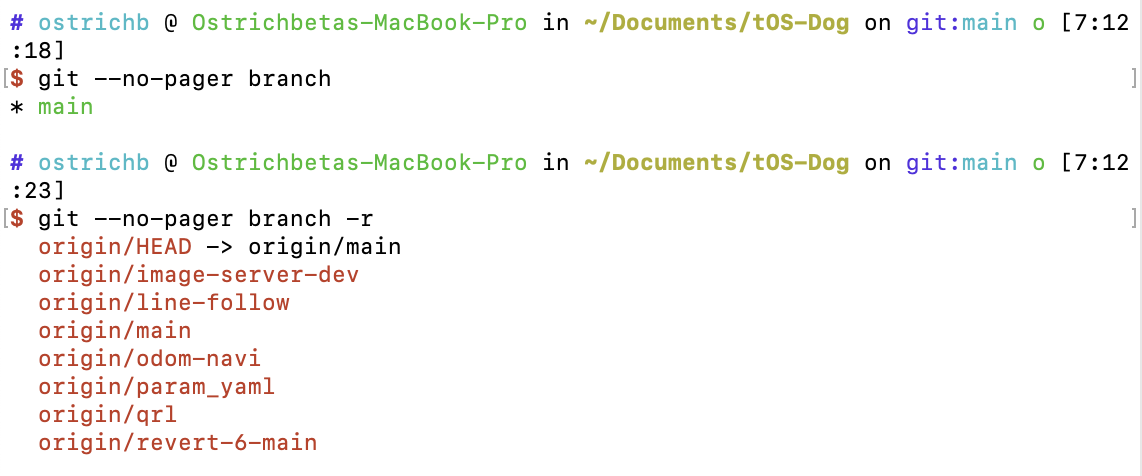 # ostrichb @ Ostrichbetas-MacBook-Pro in ~/Documents/tOS-Dog on git:main o [7:12
:18]
[$ git --no-pager branch ]
* main
# ostrichb @ Ostrichbetas-MacBook-Pro in ~/Documents/tOS-Dog on git:main o [7:12
:23]
[$ git --no-pager branch -r ]
origin/HEAD -> origin/main
origin/image-server-dev
origin/line-follow
origin/main
origin/odom-navi
origin/param_yaml
origin/qrl
origin/revert-6-main